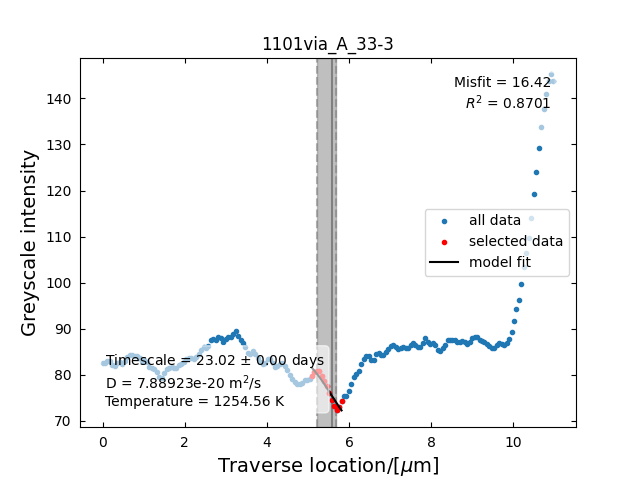 1101via_A_33-3
Misfit = 16.42
R² = 0.8701
Greyscale intensity
140
130
120
110
100
90
80
70
all data
selected data
model fit
Timescale = 23.02 ± 0.00 days
D = 7.88923e-20 m²/s
Temperature = 1254.56 K
0 2 4 6 8 10
Traverse location/[μm]